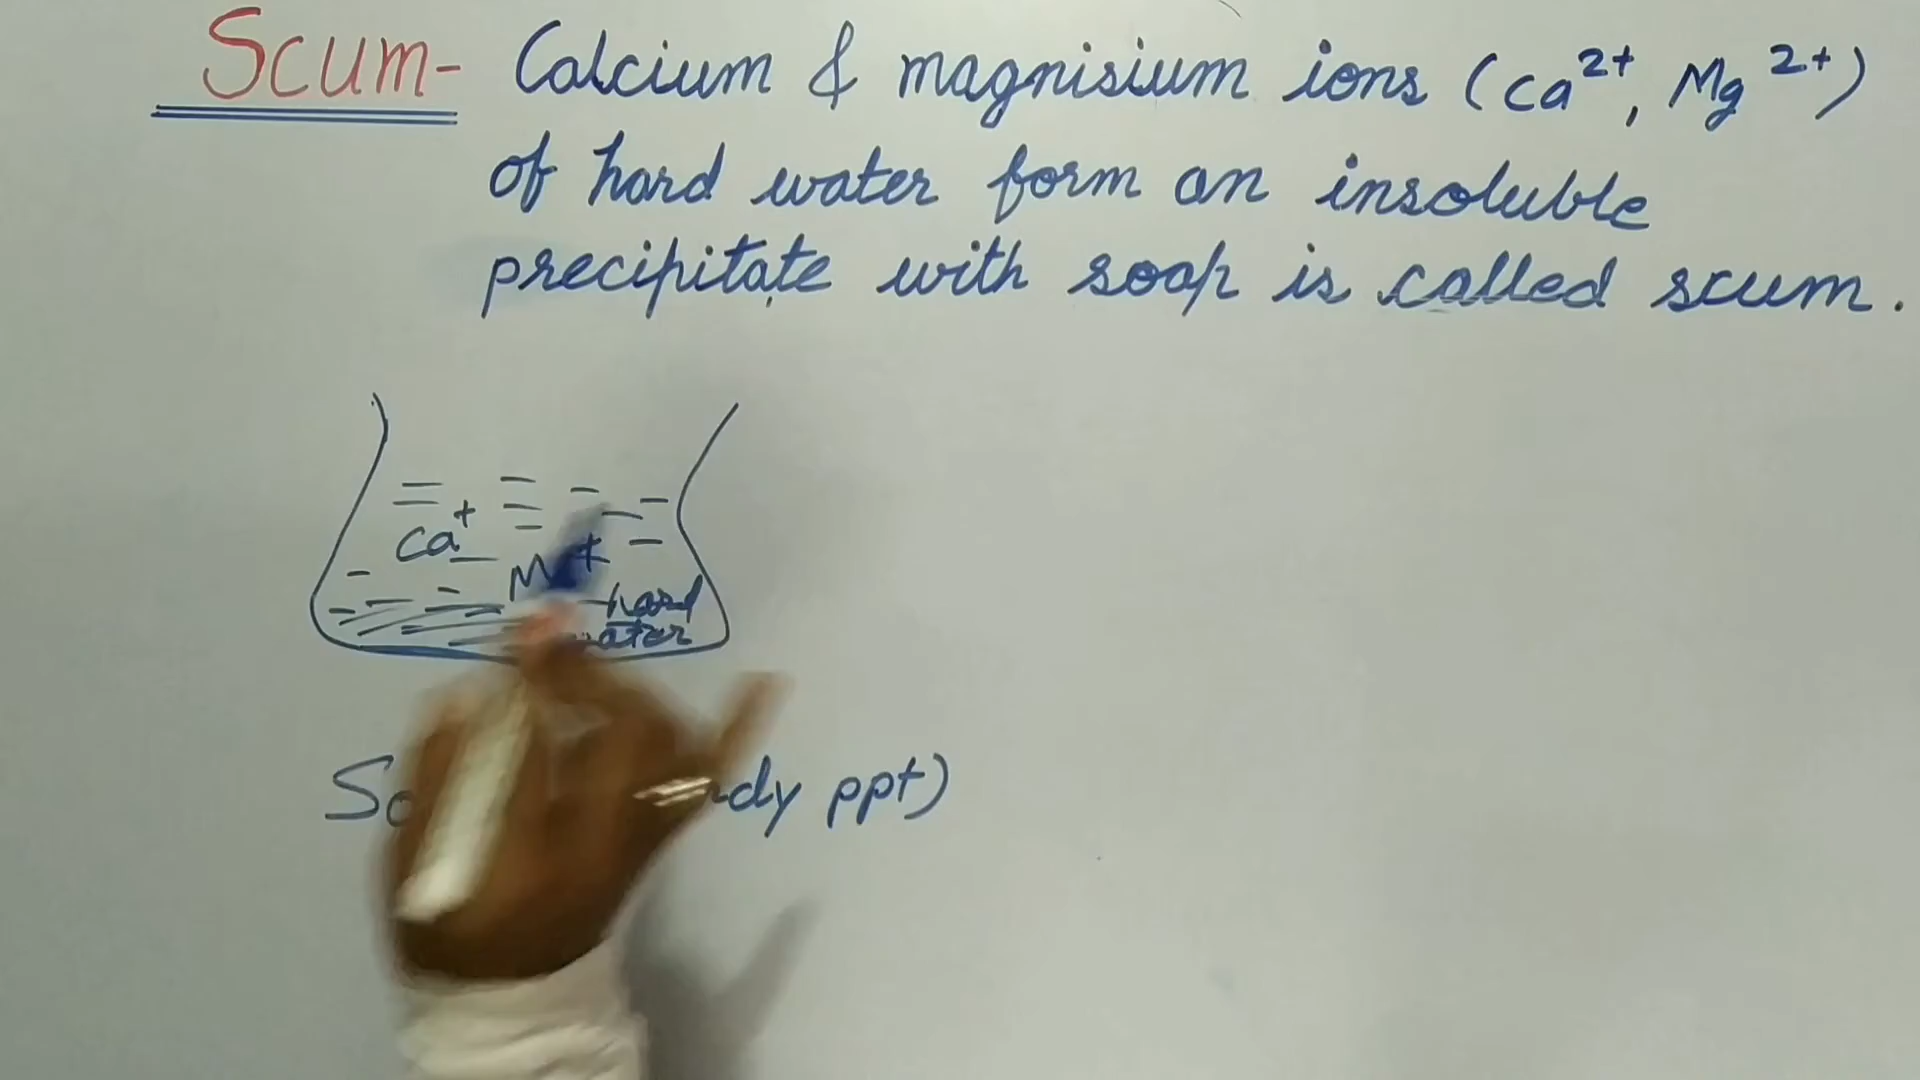 Scum- Calcium & magnisium ions (Ca²⁺, Mg²⁺)
of hard water form an insoluble
precipitate with soap is called scum.
Ca⁺
hard
ppt)